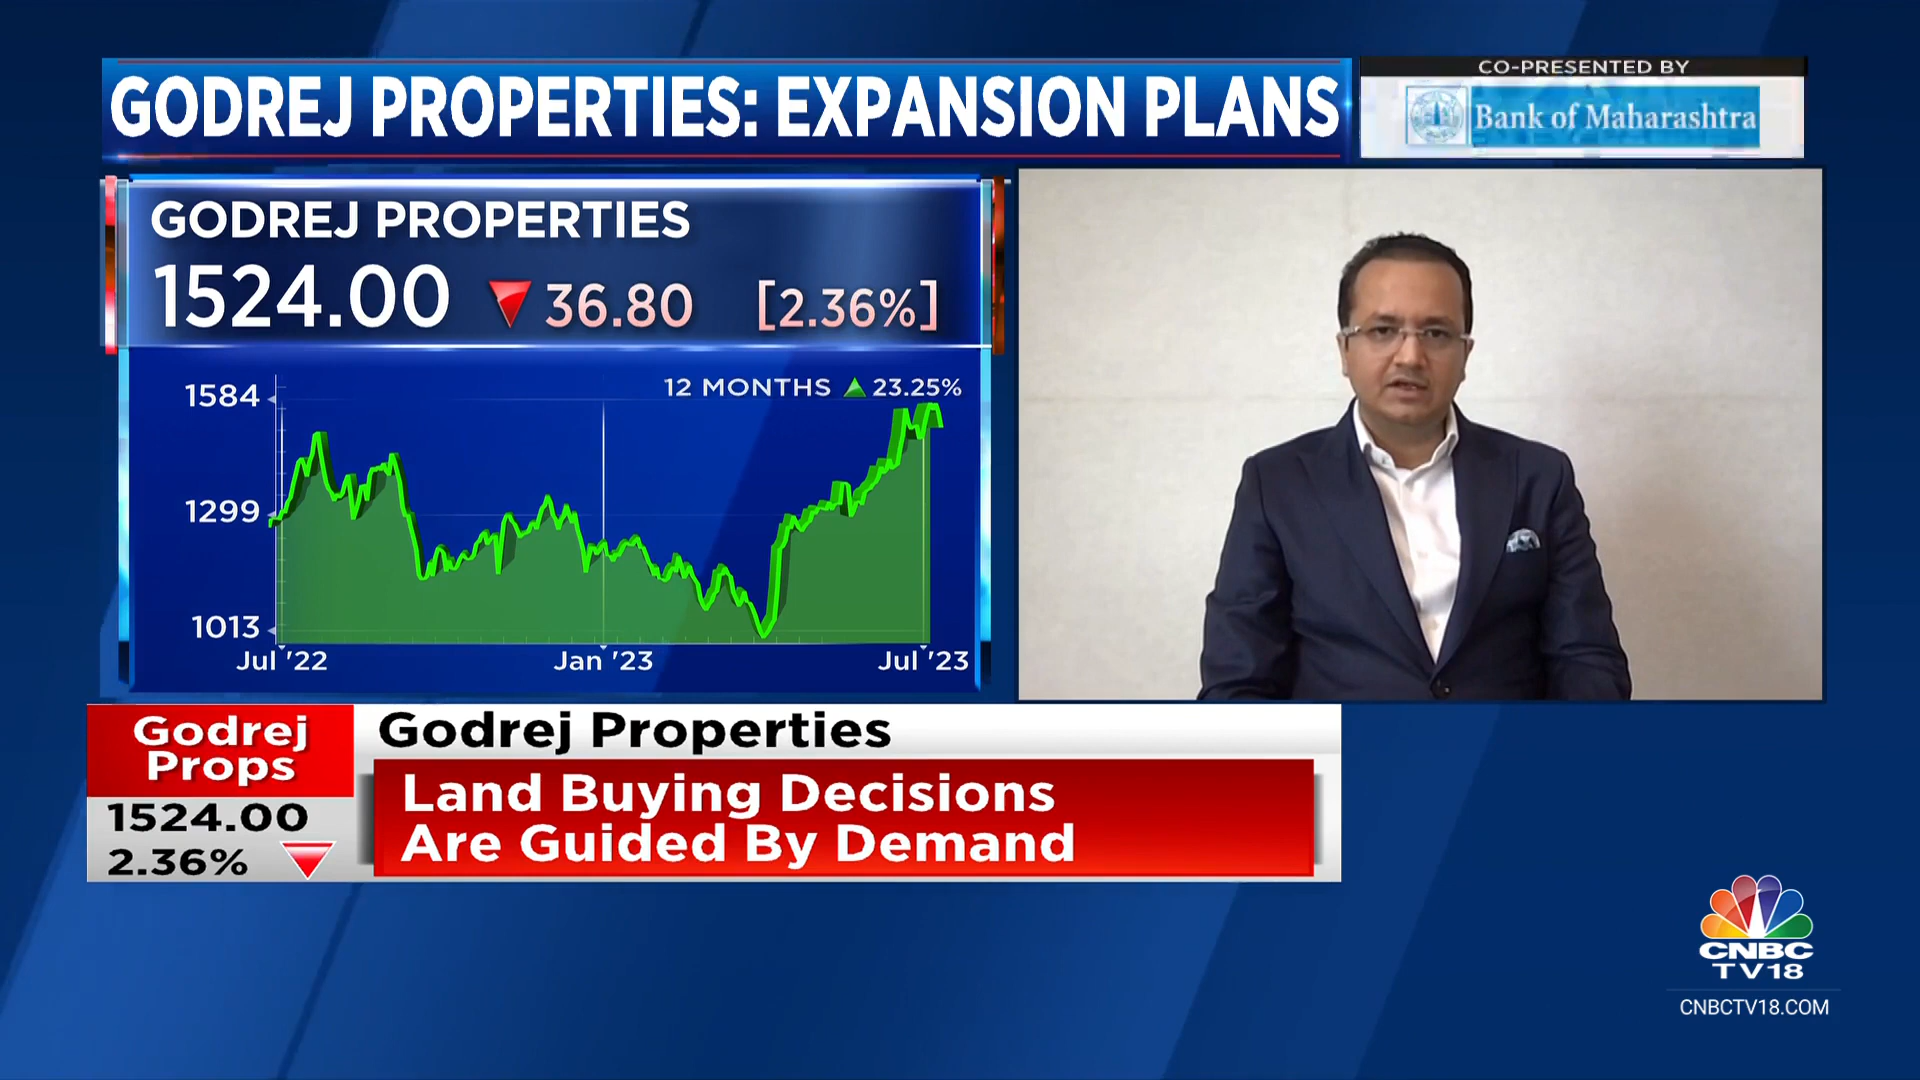 GODREJ PROPERTIES: EXPANSION PLANS
CO-PRESENTED BY
Bank of Maharashtra
GODREJ PROPERTIES
1524.00 36.80 [2.36%]
12 MONTHS 23.25%
1584
1299
1013
Jul '22 Jan '23 Jul '23
Godrej
Props
1524.00
2.36%
Godrej Properties
Land Buying Decisions
Are Guided By Demand
CNBC
TV18
CNBCTV18.COM